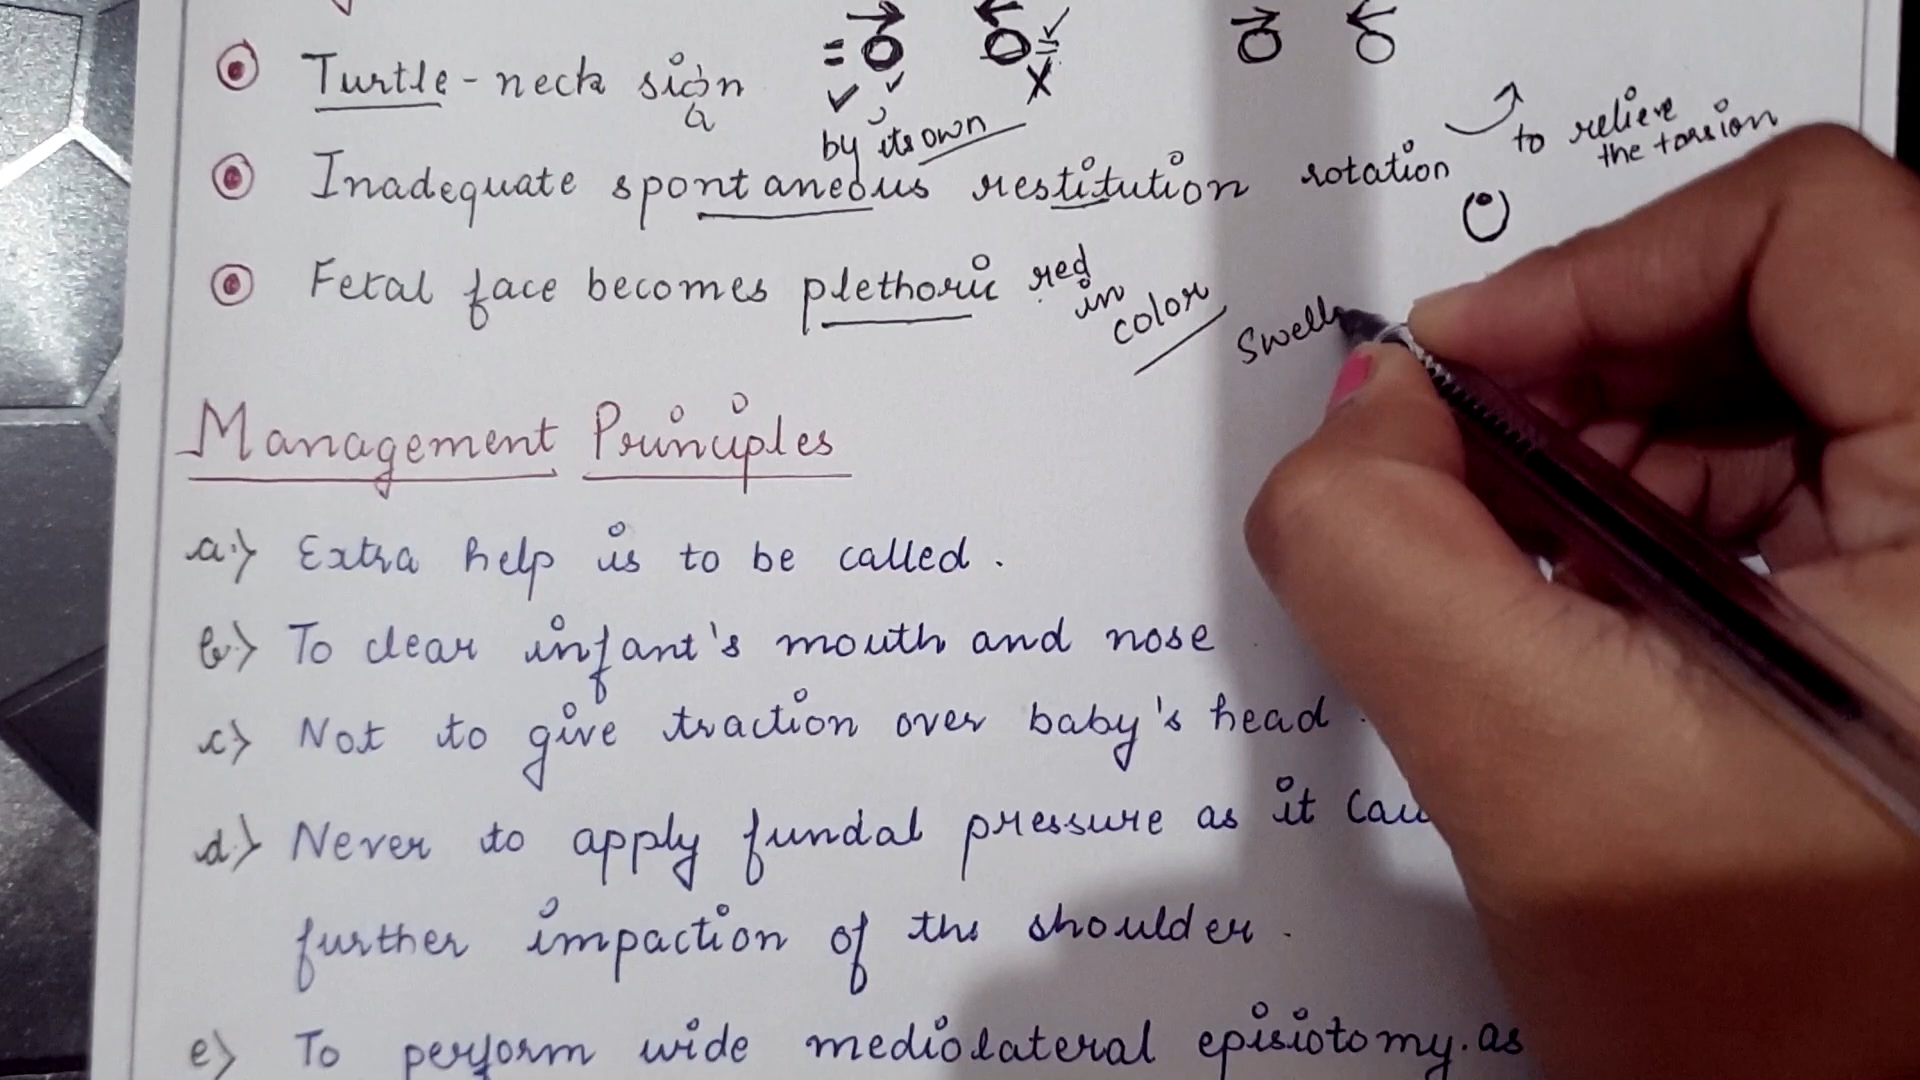 Turtle-neck sign
by its own
to relieve
the torsion
Inadequate spontaneous restitution rotation
Fetal face becomes plethoric red
in
color
Swell
Management Principles
a.) Extra help is to be called.
b.) To clear infant's mouth and nose
c.) Not to give traction over baby's head.
d.) Never to apply fundal pressure as it cau
further impaction of the shoulder.
e) To perform wide mediolateral episiotomy. as